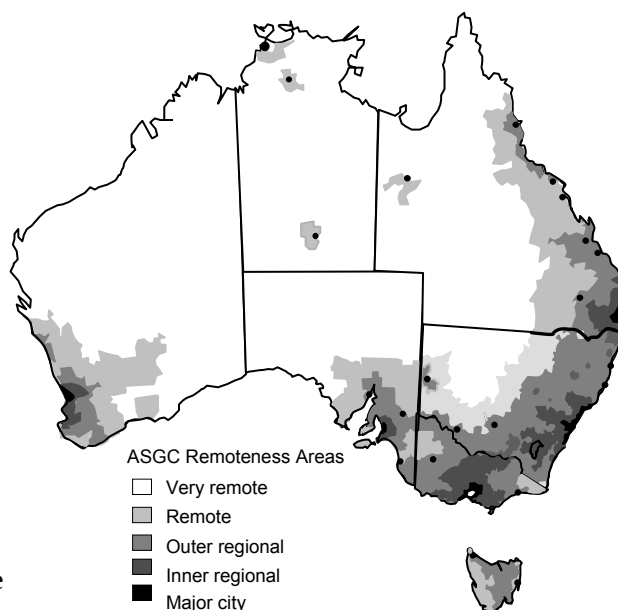 ASGC Remoteness Areas
Very remote
Remote
Outer regional
Inner regional
Major city
e